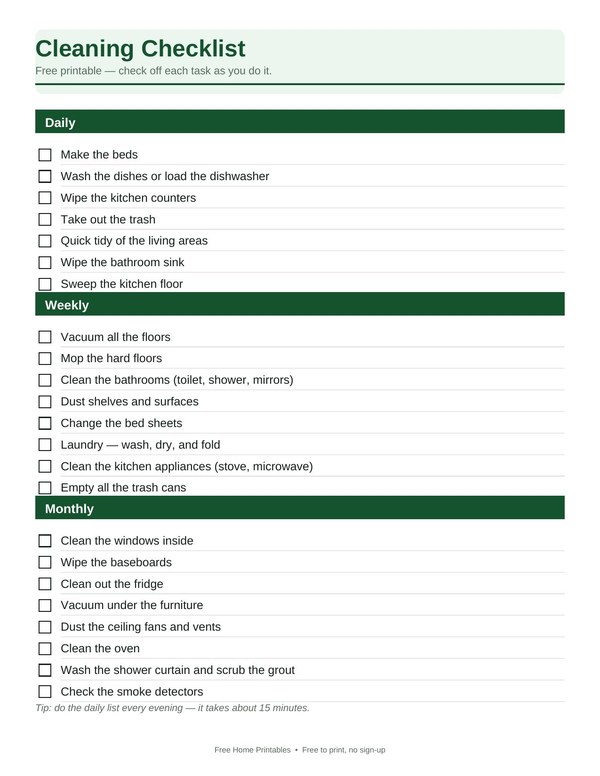 Cleaning Checklist
Free printable — check off each task as you do it.
Daily
Make the beds
Wash the dishes or load the dishwasher
Wipe the kitchen counters
Take out the trash
Quick tidy of the living areas
Wipe the bathroom sink
Sweep the kitchen floor
Weekly
Vacuum all the floors
Mop the hard floors
Clean the bathrooms (toilet, shower, mirrors)
Dust shelves and surfaces
Change the bed sheets
Laundry — wash, dry, and fold
Clean the kitchen appliances (stove, microwave)
Empty all the trash cans
Monthly
Clean the windows inside
Wipe the baseboards
Clean out the fridge
Vacuum under the furniture
Dust the ceiling fans and vents
Clean the oven
Wash the shower curtain and scrub the grout
Check the smoke detectors
Tip: do the daily list every evening — it takes about 15 minutes.
Free Home Printables • Free to print, no sign-up